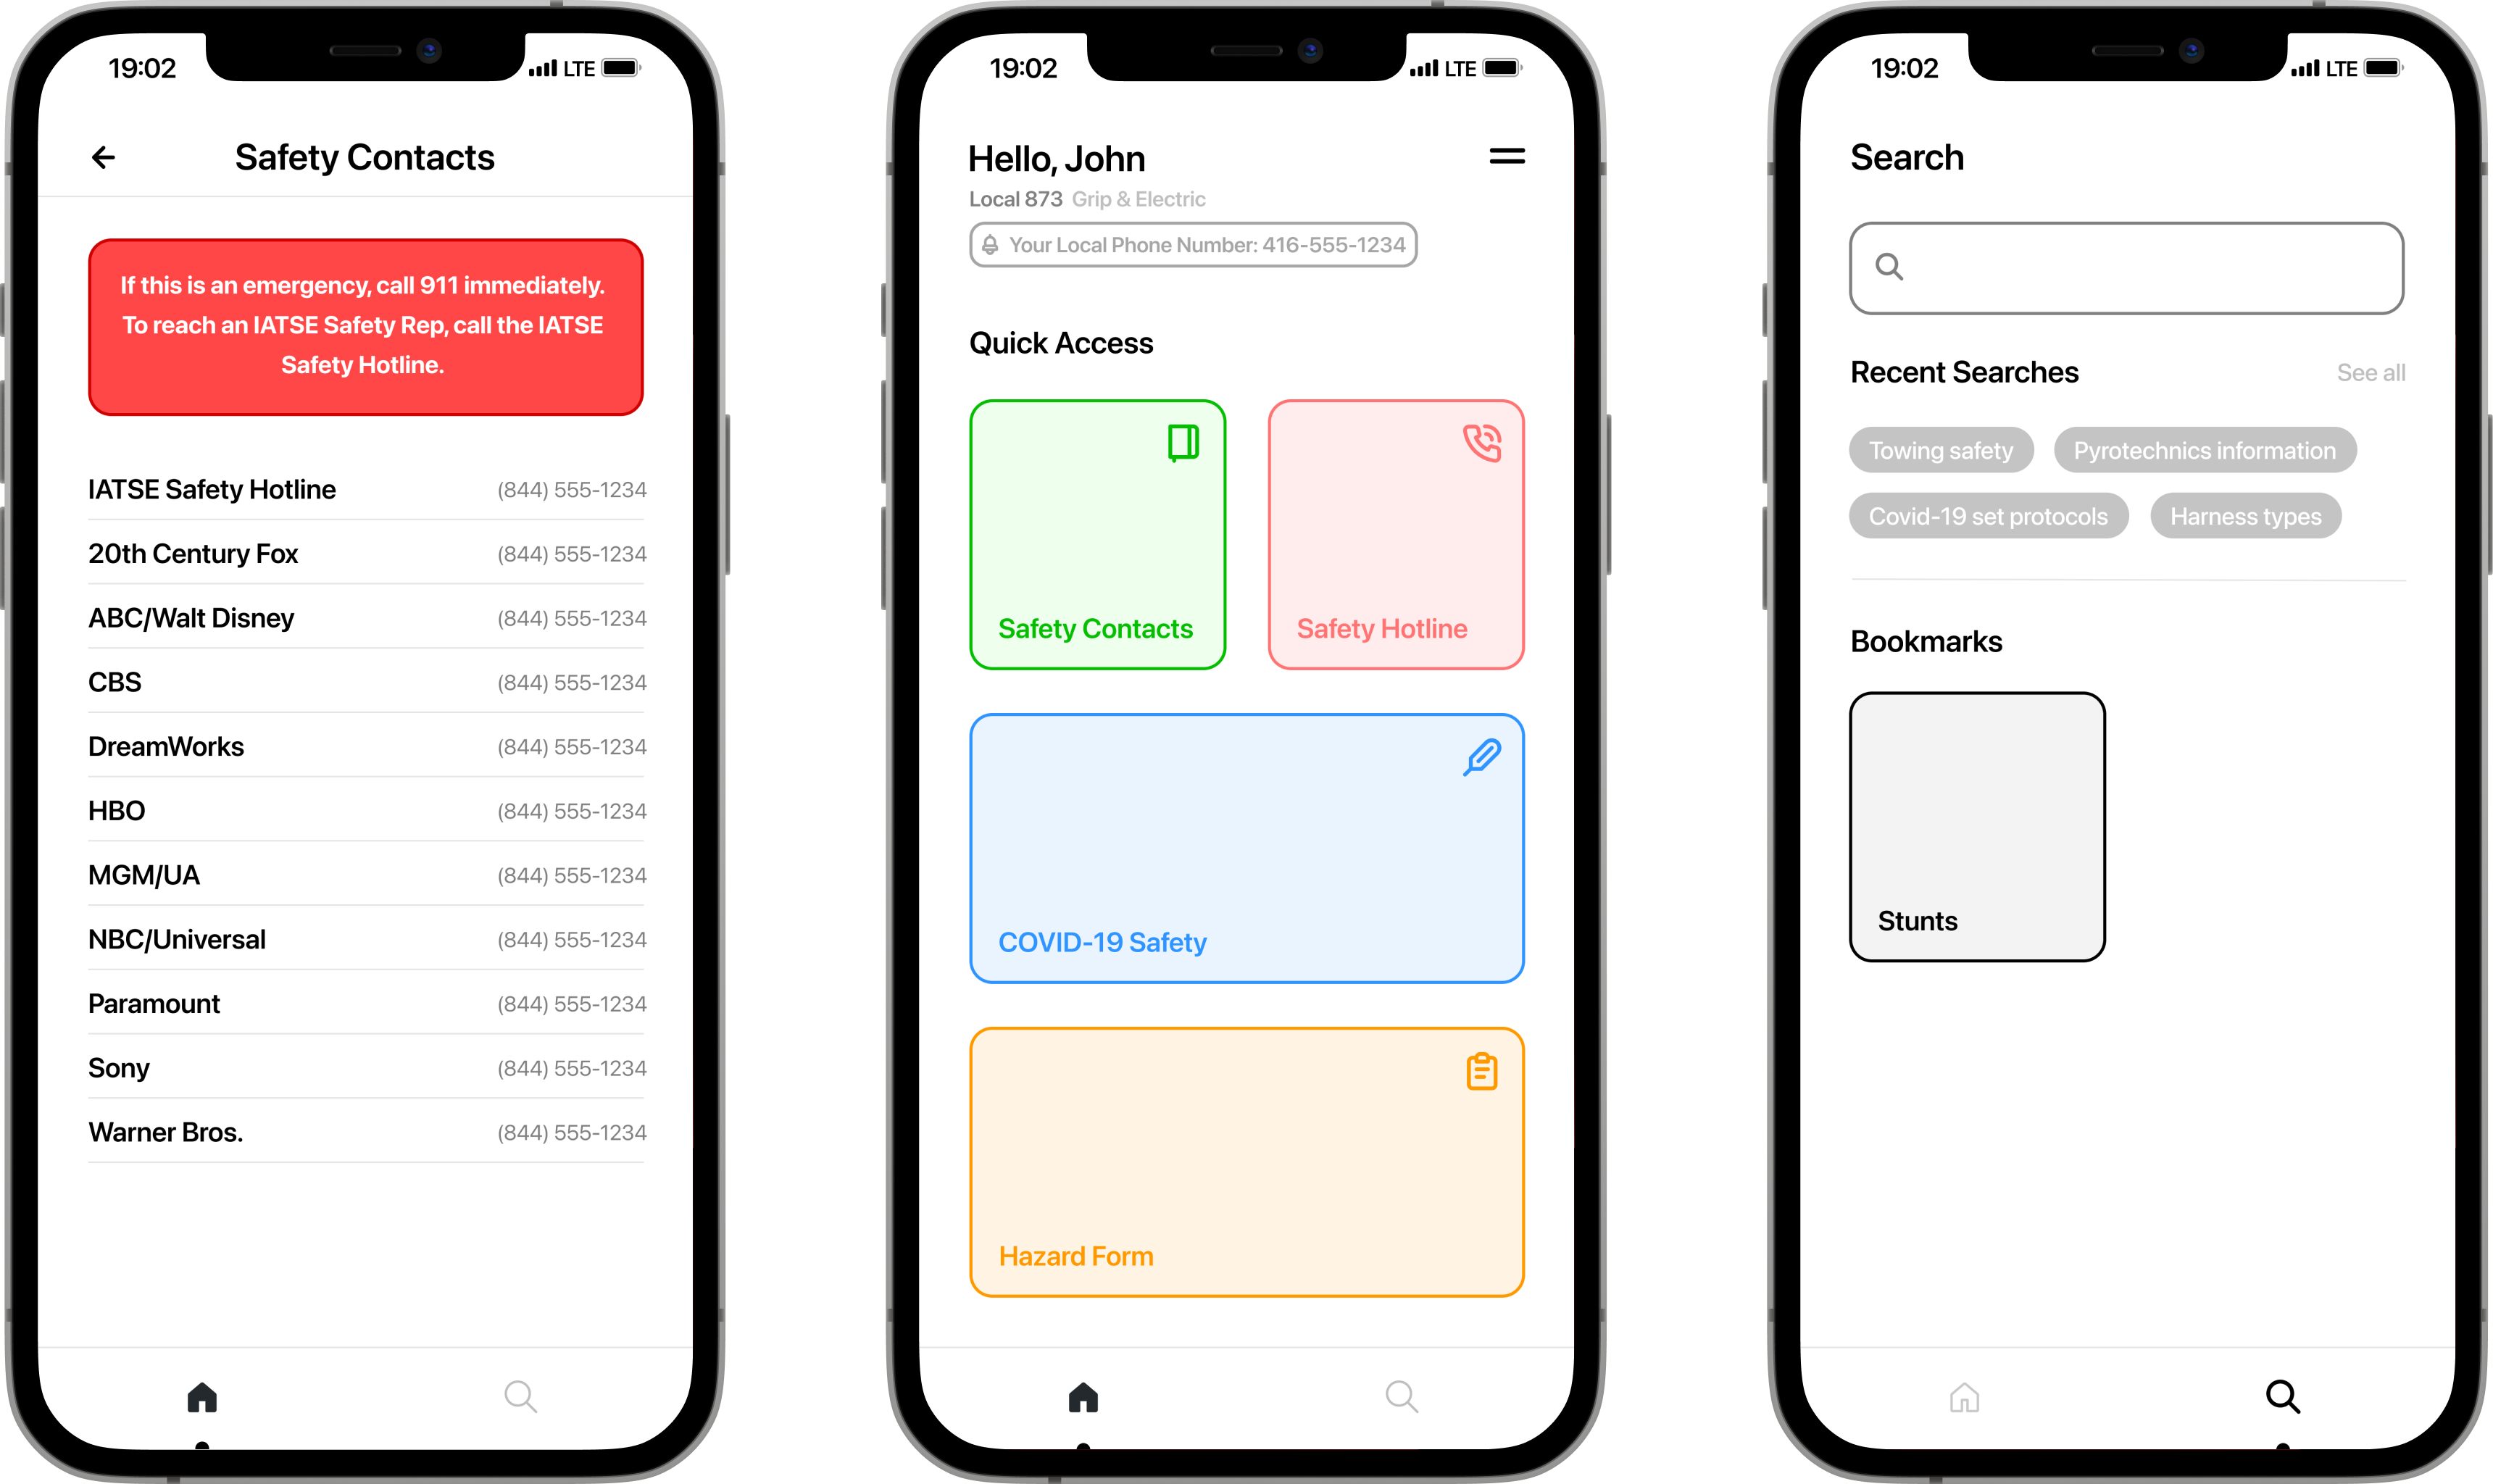 19:02
LTE
Safety Contacts
If this is an emergency, call 911 immediately.
To reach an IATSE Safety Rep, call the IATSE
Safety Hotline.
IATSE Safety Hotline (844) 555-1234
20th Century Fox (844) 555-1234
ABC/Walt Disney (844) 555-1234
CBS (844) 555-1234
DreamWorks (844) 555-1234
HBO (844) 555-1234
MGM/UA (844) 555-1234
NBC/Universal (844) 555-1234
Paramount (844) 555-1234
Sony (844) 555-1234
Warner Bros. (844) 555-1234
19:02
LTE
Hello, John
Local 873 Grip & Electric
Your Local Phone Number: 416-555-1234
Quick Access
Safety Contacts
Safety Hotline
COVID-19 Safety
Hazard Form
19:02
LTE
Search
Recent Searches
See all
Towing safety
Pyrotechnics information
Covid-19 set protocols
Harness types
Bookmarks
Stunts